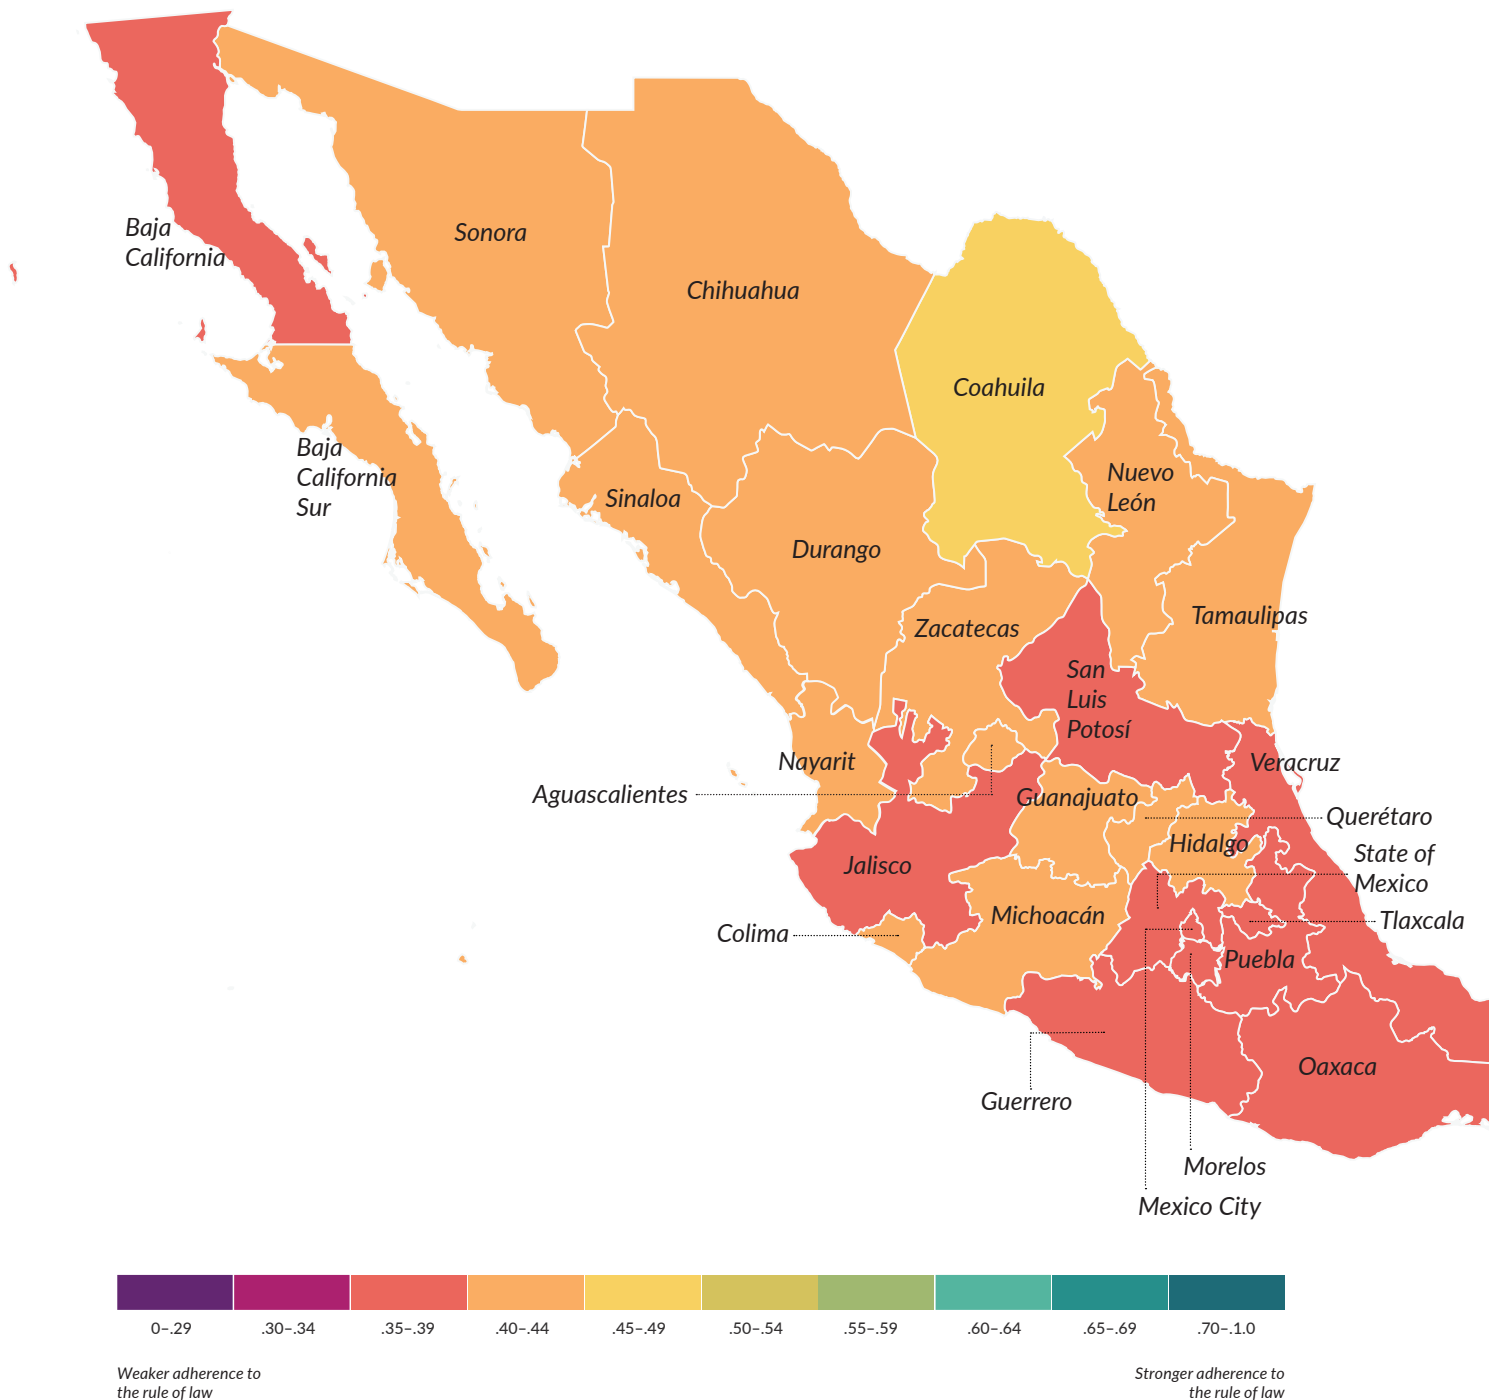 Baja
California
Sonora
Chihuahua
Coahuila
Baja
California
Sur
Sinaloa
Nuevo
León
Durango
Tamaulipas
Zacatecas
San
Luis
Potosí
Nayarit
Veracruz
Aguascalientes
Guanajuato
Querétaro
Hidalgo
State of
Mexico
Jalisco
Michoacán
Tlaxcala
Colima
Puebla
Oaxaca
Guerrero
Morelos
Mexico City
0–.29 .30–.34 .35–.39 .40–.44 .45–.49 .50–.54 .55–.59 .60–.64 .65–.69 .70–.1.0
Weaker adherence to
the rule of law
Stronger adherence to
the rule of law